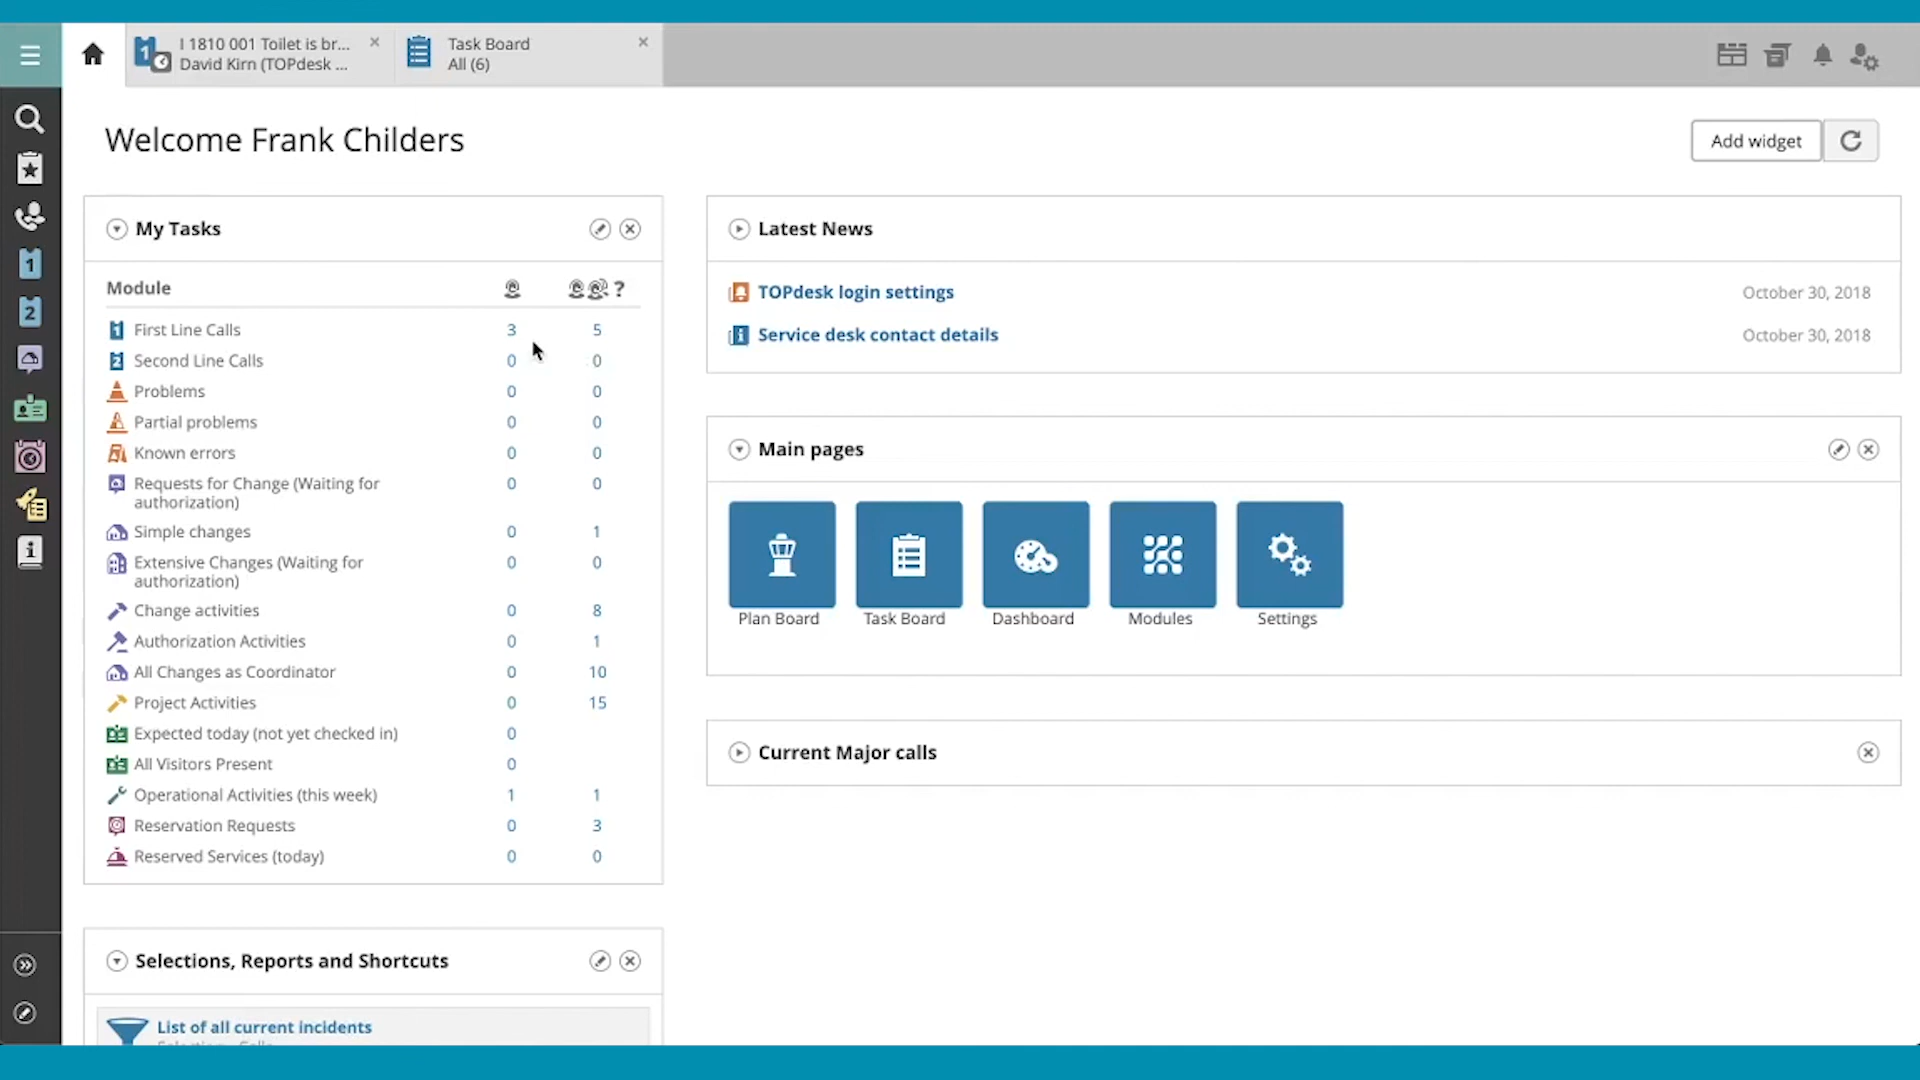 I 1810 001 Toilet is br...
David Kirn (TOPdesk ...
Task Board
All (6)
Welcome Frank Childers
Add widget
My Tasks
Module ?
1 First Line Calls 3 5
2 Second Line Calls 0 0
Problems 0 0
Partial problems 0 0
Known errors 0 0
Requests for Change (Waiting for
authorization) 0 0
Simple changes 0 1
Extensive Changes (Waiting for
authorization) 0 0
Change activities 0 8
Authorization Activities 0 1
All Changes as Coordinator 0 10
Project Activities 0 15
Expected today (not yet checked in) 0
All Visitors Present 0
Operational Activities (this week) 1 1
Reservation Requests 0 3
Reserved Services (today) 0 0
Selections, Reports and Shortcuts
List of all current incidents
Latest News
TOPdesk login settings October 30, 2018
Service desk contact details October 30, 2018
Main pages
Plan Board
Task Board
Dashboard
Modules
Settings
Current Major calls